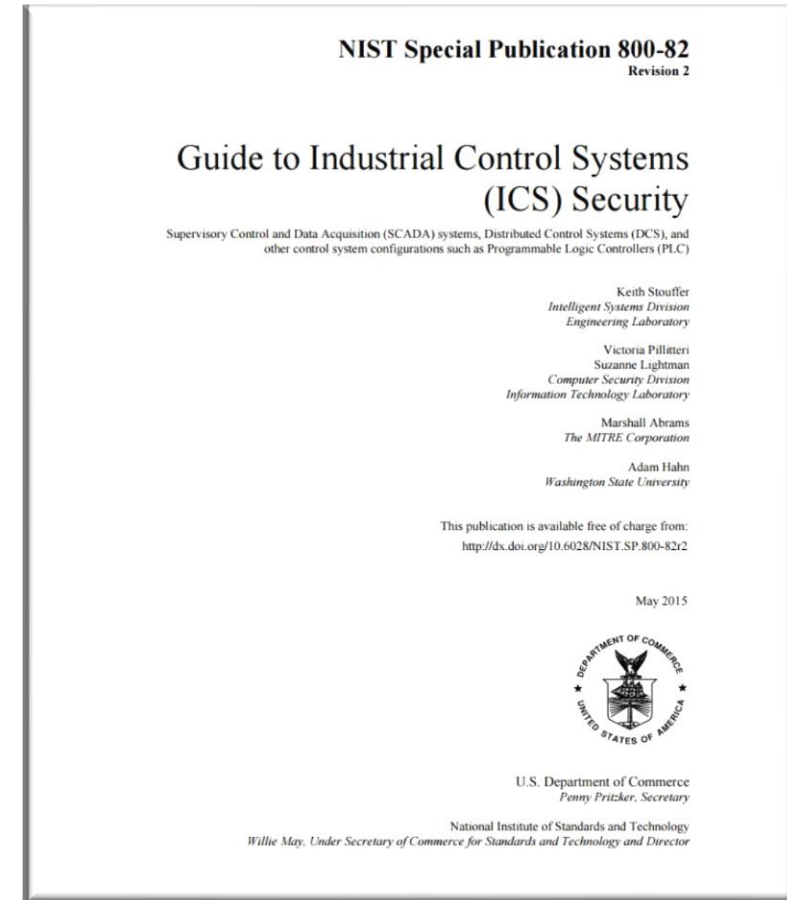 NIST Special Publication 800-82
Revision 2
Guide to Industrial Control Systems
(ICS) Security
Supervisory Control and Data Acquisition (SCADA) systems, Distributed Control Systems (DCS), and
other control system configurations such as Programmable Logic Controllers (PLC)
Keith Stouffer
Intelligent Systems Division
Engineering Laboratory
Victoria Pillitteri
Suzanne Lightman
Computer Security Division
Information Technology Laboratory
Marshall Abrams
The MITRE Corporation
Adam Hahn
Washington State University
This publication is available free of charge from:
http://dx.doi.org/10.6028/NIST.SP.800-82r2
May 2015
DEPARTMENT OF COMMERCE
UNITED STATES OF AMERICA
U.S. Department of Commerce
Penny Pritzker, Secretary
National Institute of Standards and Technology
Willie May, Under Secretary of Commerce for Standards and Technology and Director